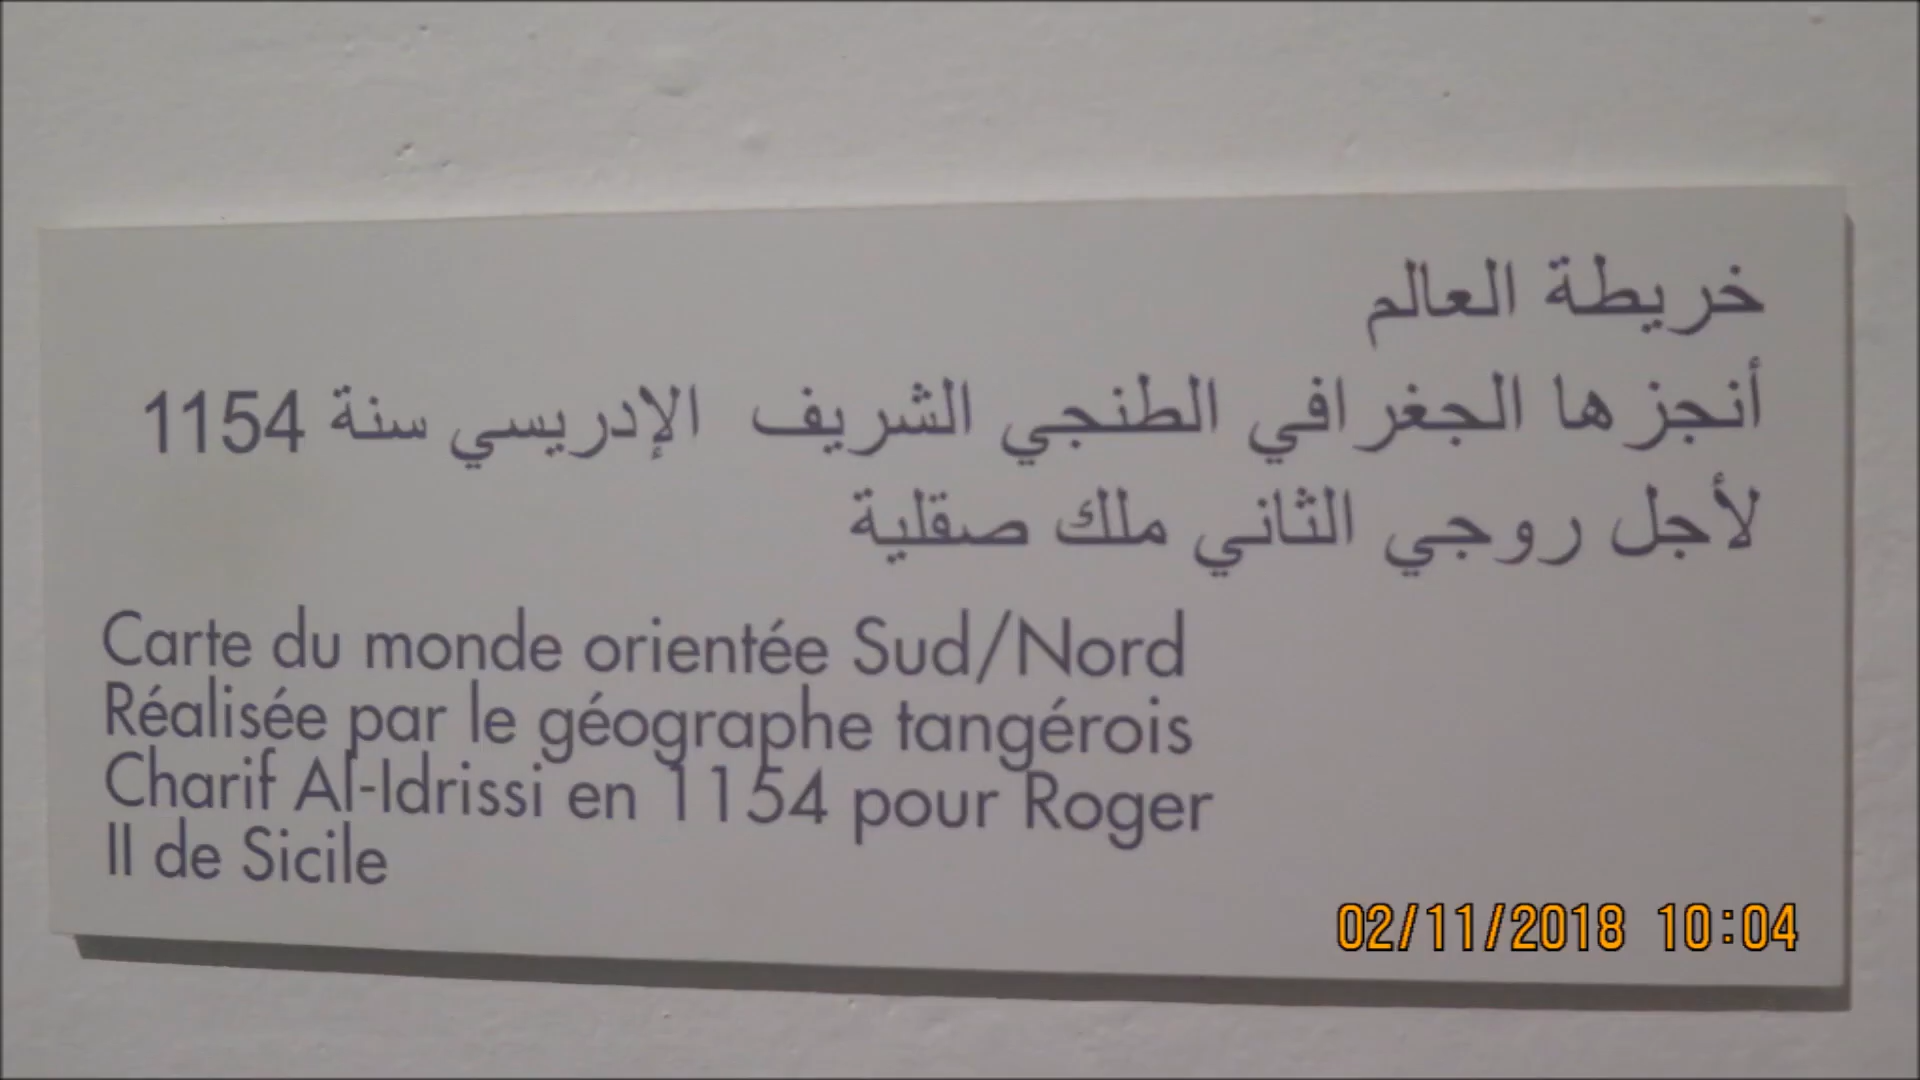 خريطة العالم
أنجزها الجغرافي الطنجي الشريف الإدريسي سنة 1154
لأجل روجي الثاني ملك صقلية
Carte du monde orientée Sud/Nord
Réalisée par le géographe tangérois
Charif Al-Idrissi en 1154 pour Roger
II de Sicile
02/11/2018 10:04